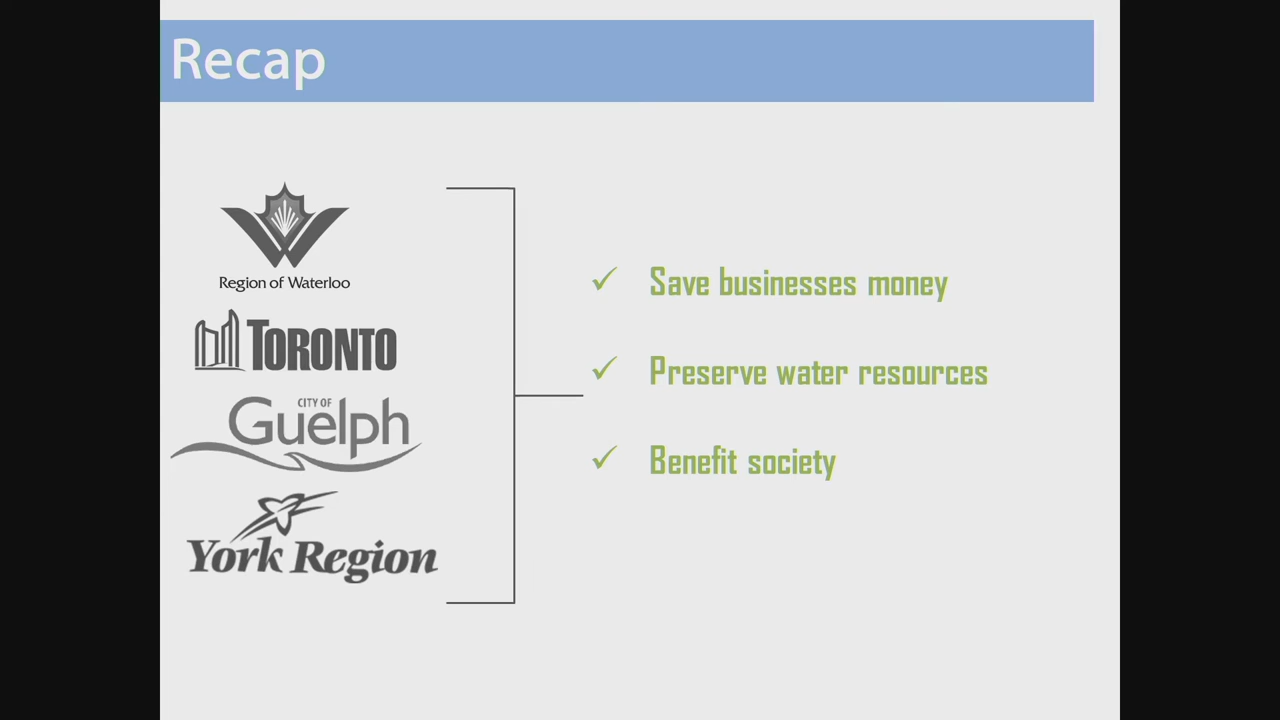 Recap
Region of Waterloo
TORONTO
CITY OF
Guelph
York Region
Save businesses money
Preserve water resources
Benefit society